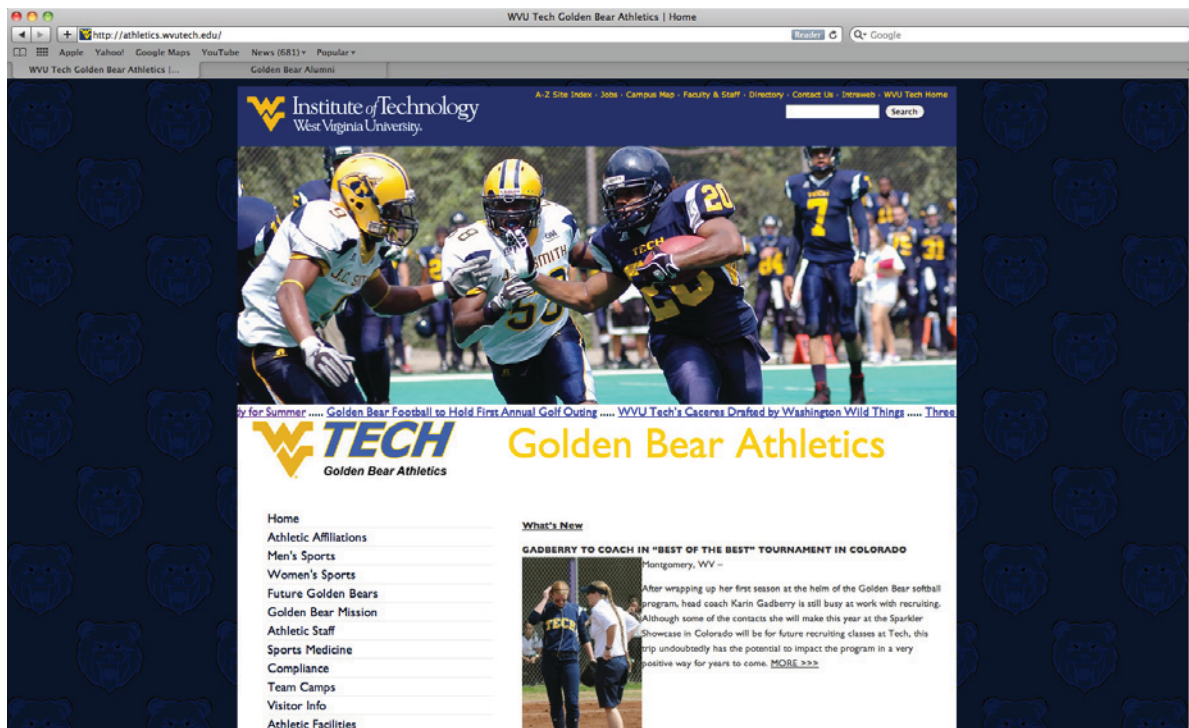 WVU Tech Golden Bear Athletics | Home
http://athletics.wvutech.edu/
Reader
Google
Apple Yahoo! Google Maps YouTube News (681) Popular
WVU Tech Golden Bear Athletics |...
Golden Bear Alumni
Institute of Technology
West Virginia University.
A-Z Site Index · Jobs · Campus Map · Faculty & Staff · Directory · Contact Us · Intraweb · WVU Tech Home
Search
9
J.C. SM
58
SMITH
50
20
TECH
20
TECH
7
dy for Summer ..... Golden Bear Football to Hold First Annual Golf Outing ..... WVU Tech's Caceres Drafted by Washington Wild Things ..... Three
TECH
Golden Bear Athletics
Golden Bear Athletics
Home
Athletic Affiliations
Men's Sports
Women's Sports
Future Golden Bears
Golden Bear Mission
Athletic Staff
Sports Medicine
Compliance
Team Camps
Visitor Info
Athletic Facilities
What's New
GADBERRY TO COACH IN "BEST OF THE BEST" TOURNAMENT IN COLORADO
Montgomery, WV –
After wrapping up her first season at the helm of the Golden Bear softball
program, head coach Karin Gadberry is still busy at work with recruiting.
Although some of the contacts she will make this year at the Sparkler
Showcase in Colorado will be for future recruiting classes at Tech, this
trip undoubtedly has the potential to impact the program in a very
positive way for years to come. MORE >>>
TECH